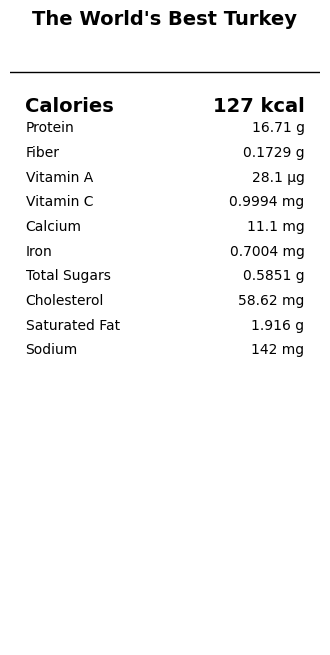 The World's Best Turkey
Calories 127 kcal
Protein 16.71 g
Fiber 0.1729 g
Vitamin A 28.1 µg
Vitamin C 0.9994 mg
Calcium 11.1 mg
Iron 0.7004 mg
Total Sugars 0.5851 g
Cholesterol 58.62 mg
Saturated Fat 1.916 g
Sodium 142 mg